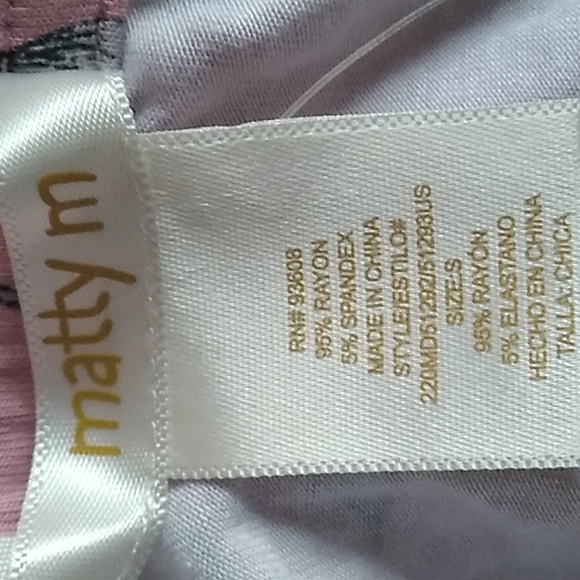 matty m
RN# 93608
95% RAYON
5% SPANDEX
MADE IN CHINA
STYLE/ESTILO#
220MD51292/51293US
SIZE:S
95% RAYON
5% ELASTANO
HECHO EN CHINA
TALLA: CHICA